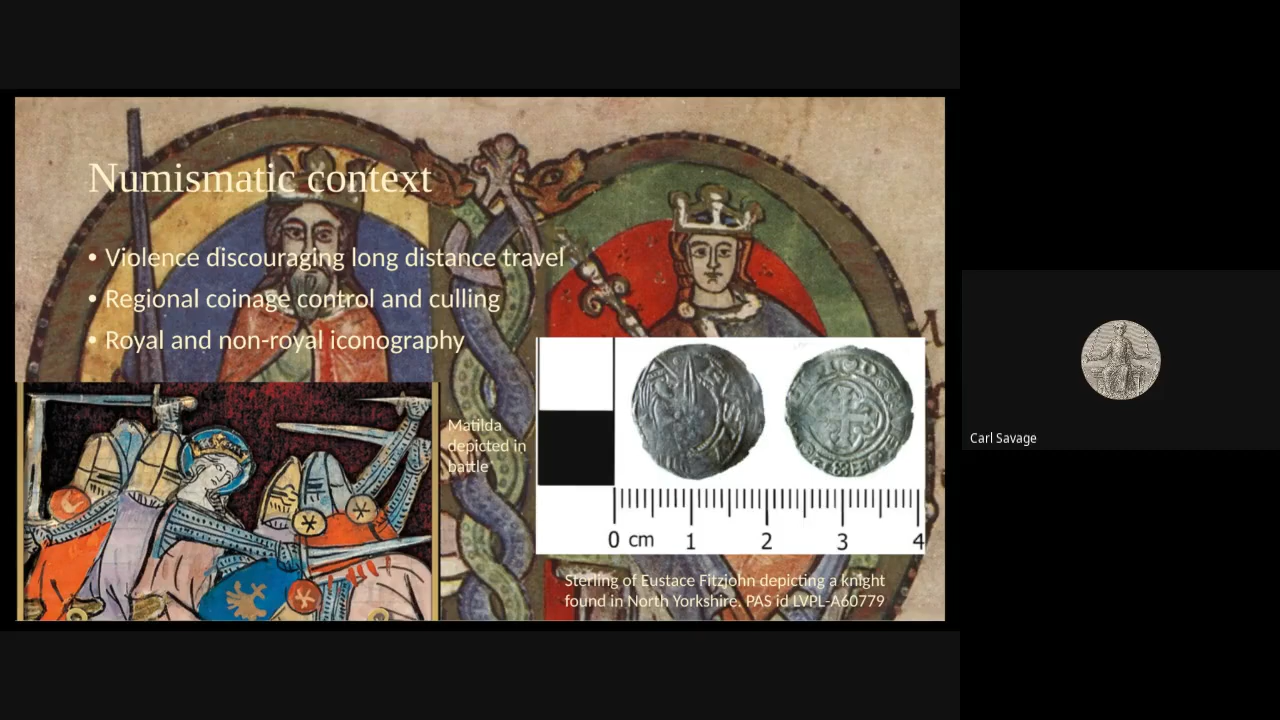 Numismatic context
• Violence discouraging long distance travel
• Regional coinage control and culling
• Royal and non-royal iconography
Matilda
depicted in
battle
0 cm 1 2 3 4
Sterling of Eustace Fitzjohn depicting a knight
found in North Yorkshire. PAS id LVPL-A60779
Carl Savage